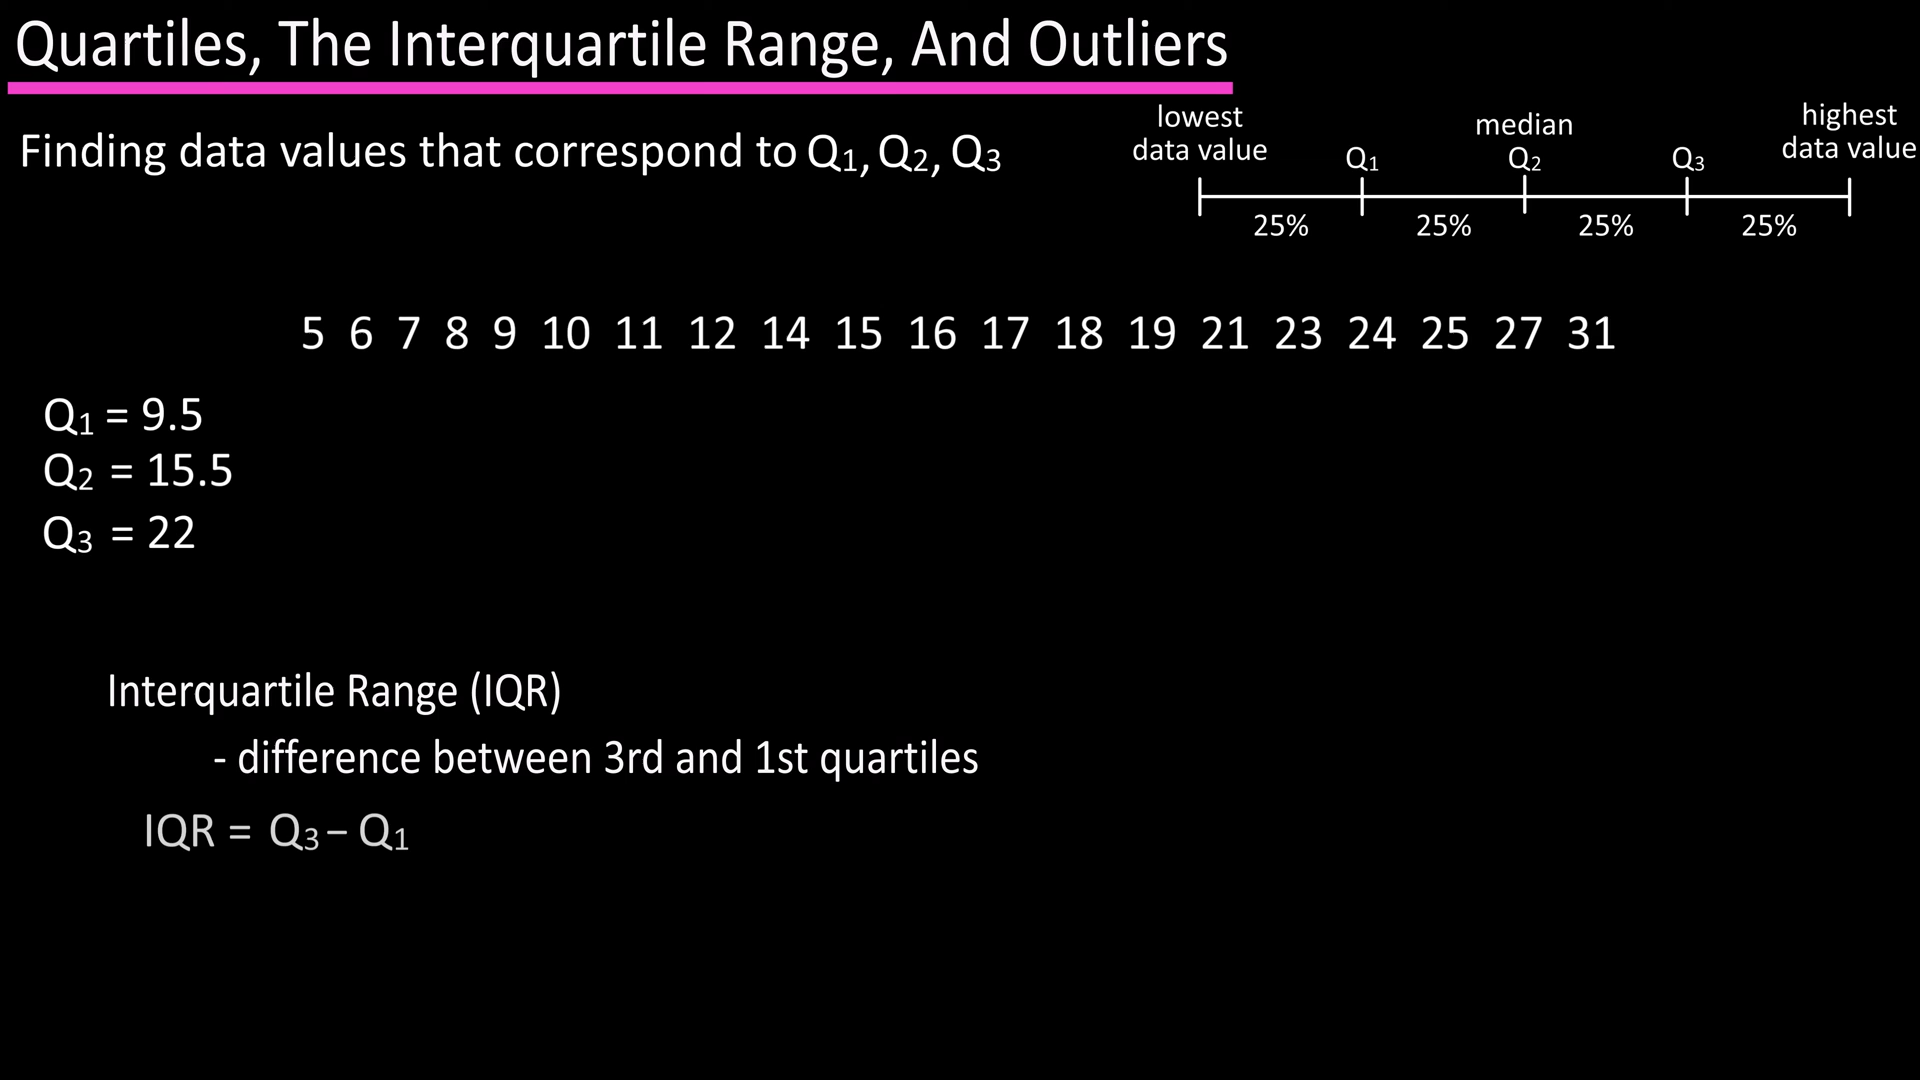 Quartiles, The Interquartile Range, And Outliers
Finding data values that correspond to Q₁, Q₂, Q₃
lowest
data value
Q₁
median
Q₂
Q₃
highest
data value
25% 25% 25% 25%
5 6 7 8 9 10 11 12 14 15 16 17 18 19 21 23 24 25 27 31
Q₁ = 9.5
Q₂ = 15.5
Q₃ = 22
Interquartile Range (IQR)
- difference between 3rd and 1st quartiles
IQR = Q₃ – Q₁